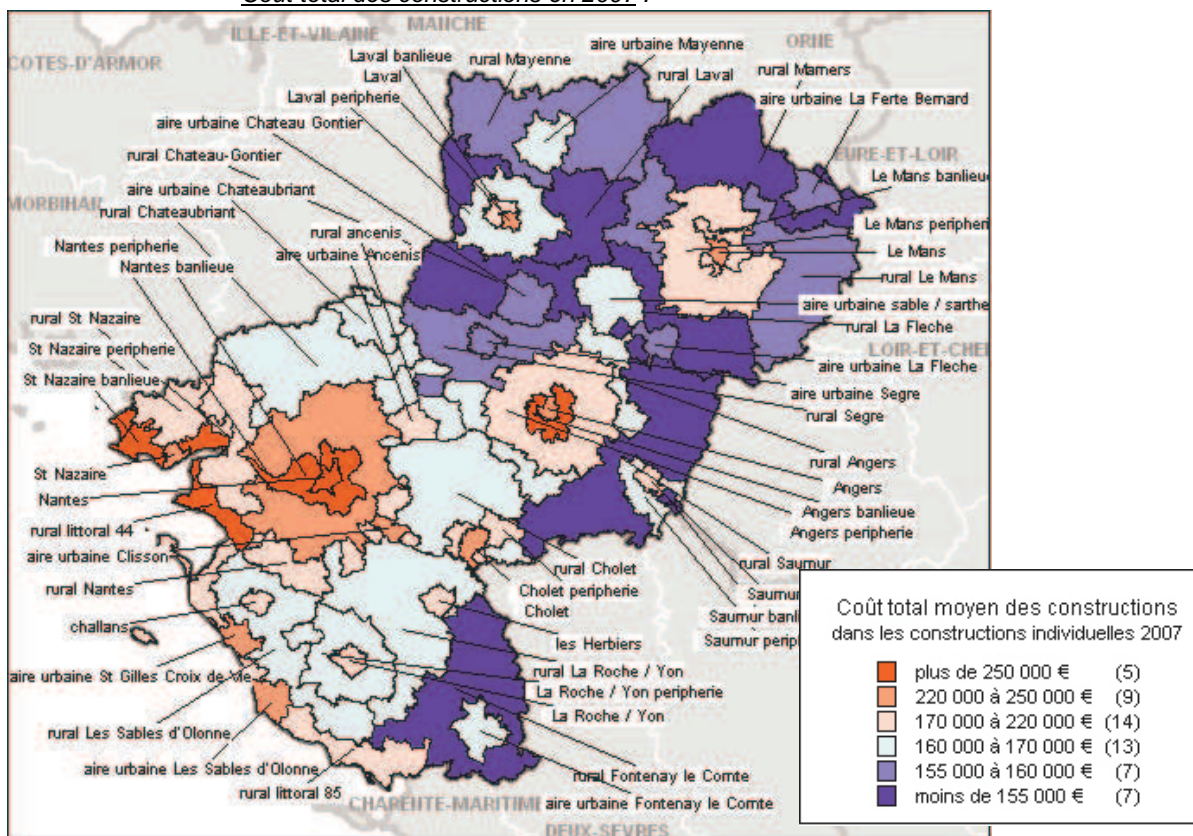 Coût total des constructions en 2007 :
ILLE-ET-VILAINE
MANCHE
ORNE
COTES-D'ARMOR
EURE-ET-LOIR
MORBIHAN
LOIR-ET-CHER
CHARENTE-MARITIME
DEUX-SEVRES
Laval banlieue
rural Mayenne
aire urbaine Mayenne
Laval
rural Laval
rural Mamers
Laval peripherie
aire urbaine La Ferte Bernard
aire urbaine Chateau Gontier
rural Chateau-Gontier
Le Mans banlieue
aire urbaine Chateaubriant
rural Chateaubriant
rural ancenis
Le Mans peripherie
Nantes peripherie
aire urbaine Ancenis
Le Mans
Nantes banlieue
rural Le Mans
aire urbaine sable / sarthe
rural St Nazaire
rural La Fleche
St Nazaire peripherie
aire urbaine La Fleche
St Nazaire banlieue
aire urbaine Segre
rural Segre
rural Angers
St Nazaire
Angers
Nantes
Angers banlieue
rural littoral 44
Angers peripherie
aire urbaine Clisson
rural Saumur
rural Nantes
rural Cholet
Cholet peripherie
Saumur
Cholet
Saumur banl
challans
les Herbiers
Saumur periph
aire urbaine St Gilles Croix de Vie
rural La Roche / Yon
La Roche / Yon peripherie
La Roche / Yon
rural Les Sables d'Olonne
aire urbaine Les Sables d'Olonne
rural Fontenay le Comte
rural littoral 85
aire urbaine Fontenay le Comte
Coût total moyen des constructions
dans les constructions individuelles 2007
plus de 250 000 € (5)
220 000 à 250 000 € (9)
170 000 à 220 000 € (14)
160 000 à 170 000 € (13)
155 000 à 160 000 € (7)
moins de 155 000 € (7)